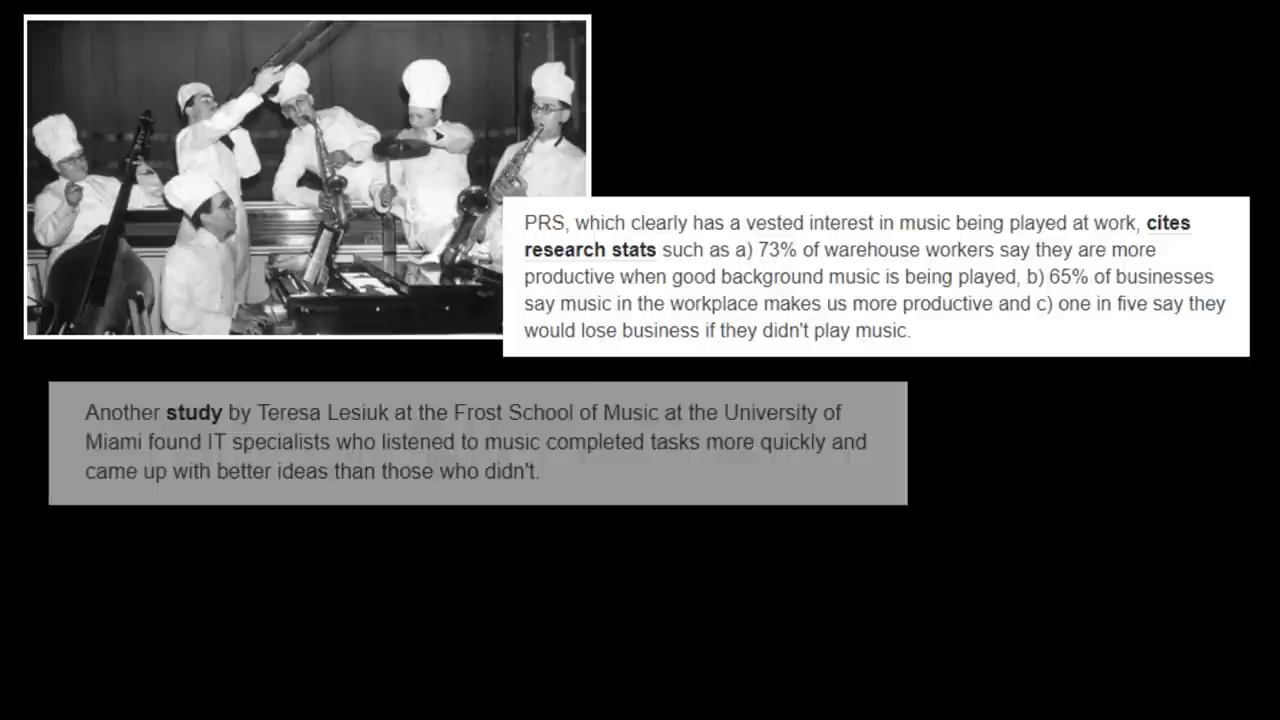 PRS, which clearly has a vested interest in music being played at work, cites
research stats such as a) 73% of warehouse workers say they are more
productive when good background music is being played, b) 65% of businesses
say music in the workplace makes us more productive and c) one in five say they
would lose business if they didn't play music.
Another study by Teresa Lesiuk at the Frost School of Music at the University of
Miami found IT specialists who listened to music completed tasks more quickly and
came up with better ideas than those who didn't.